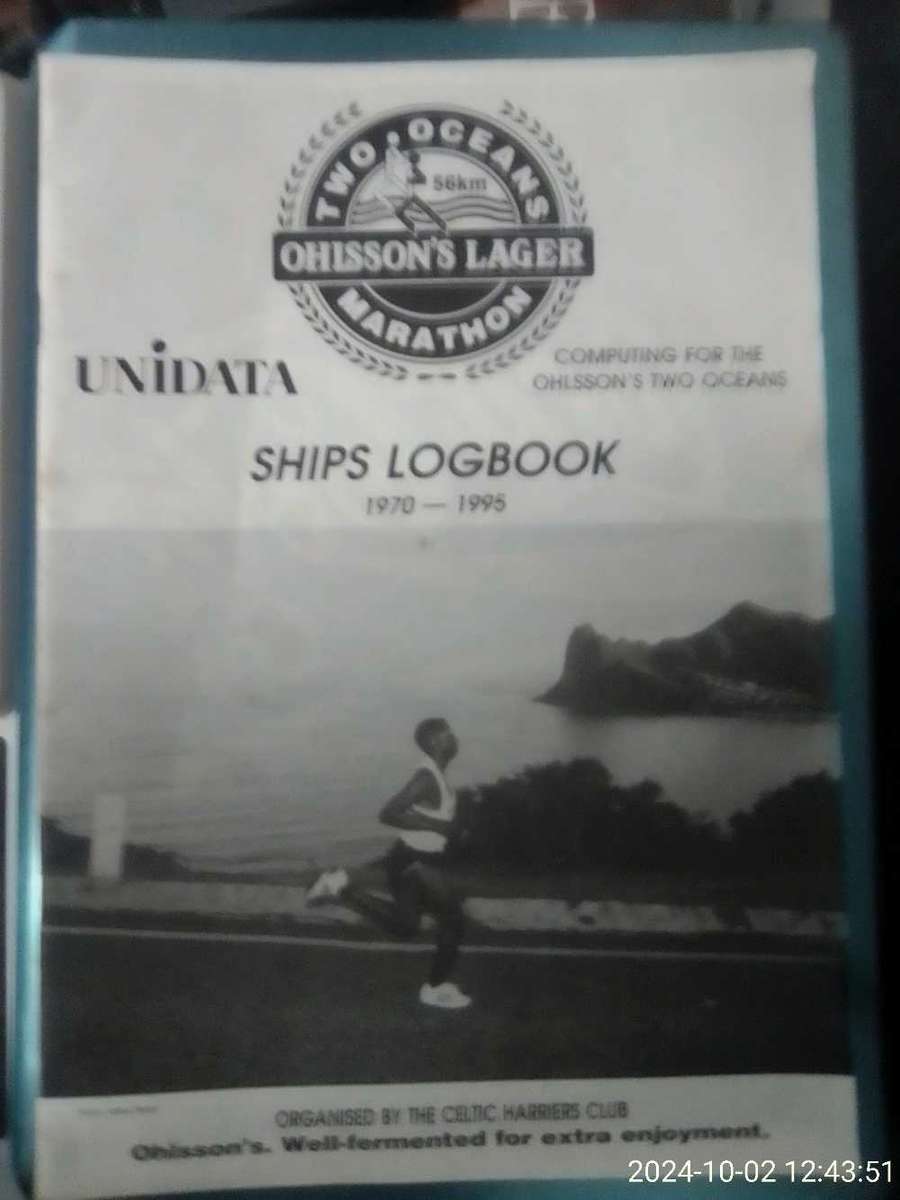 TWO OCEANS
56km
OHLSSON'S LAGER
MARATHON
UNiDATA
COMPUTING FOR THE
OHLSSON'S TWO OCEANS
SHIPS LOGBOOK
1970 — 1995
ORGANISED BY THE CELTIC HARRIERS CLUB
Ohlsson's. Well-fermented for extra enjoyment.
2024-10-02 12:43:51